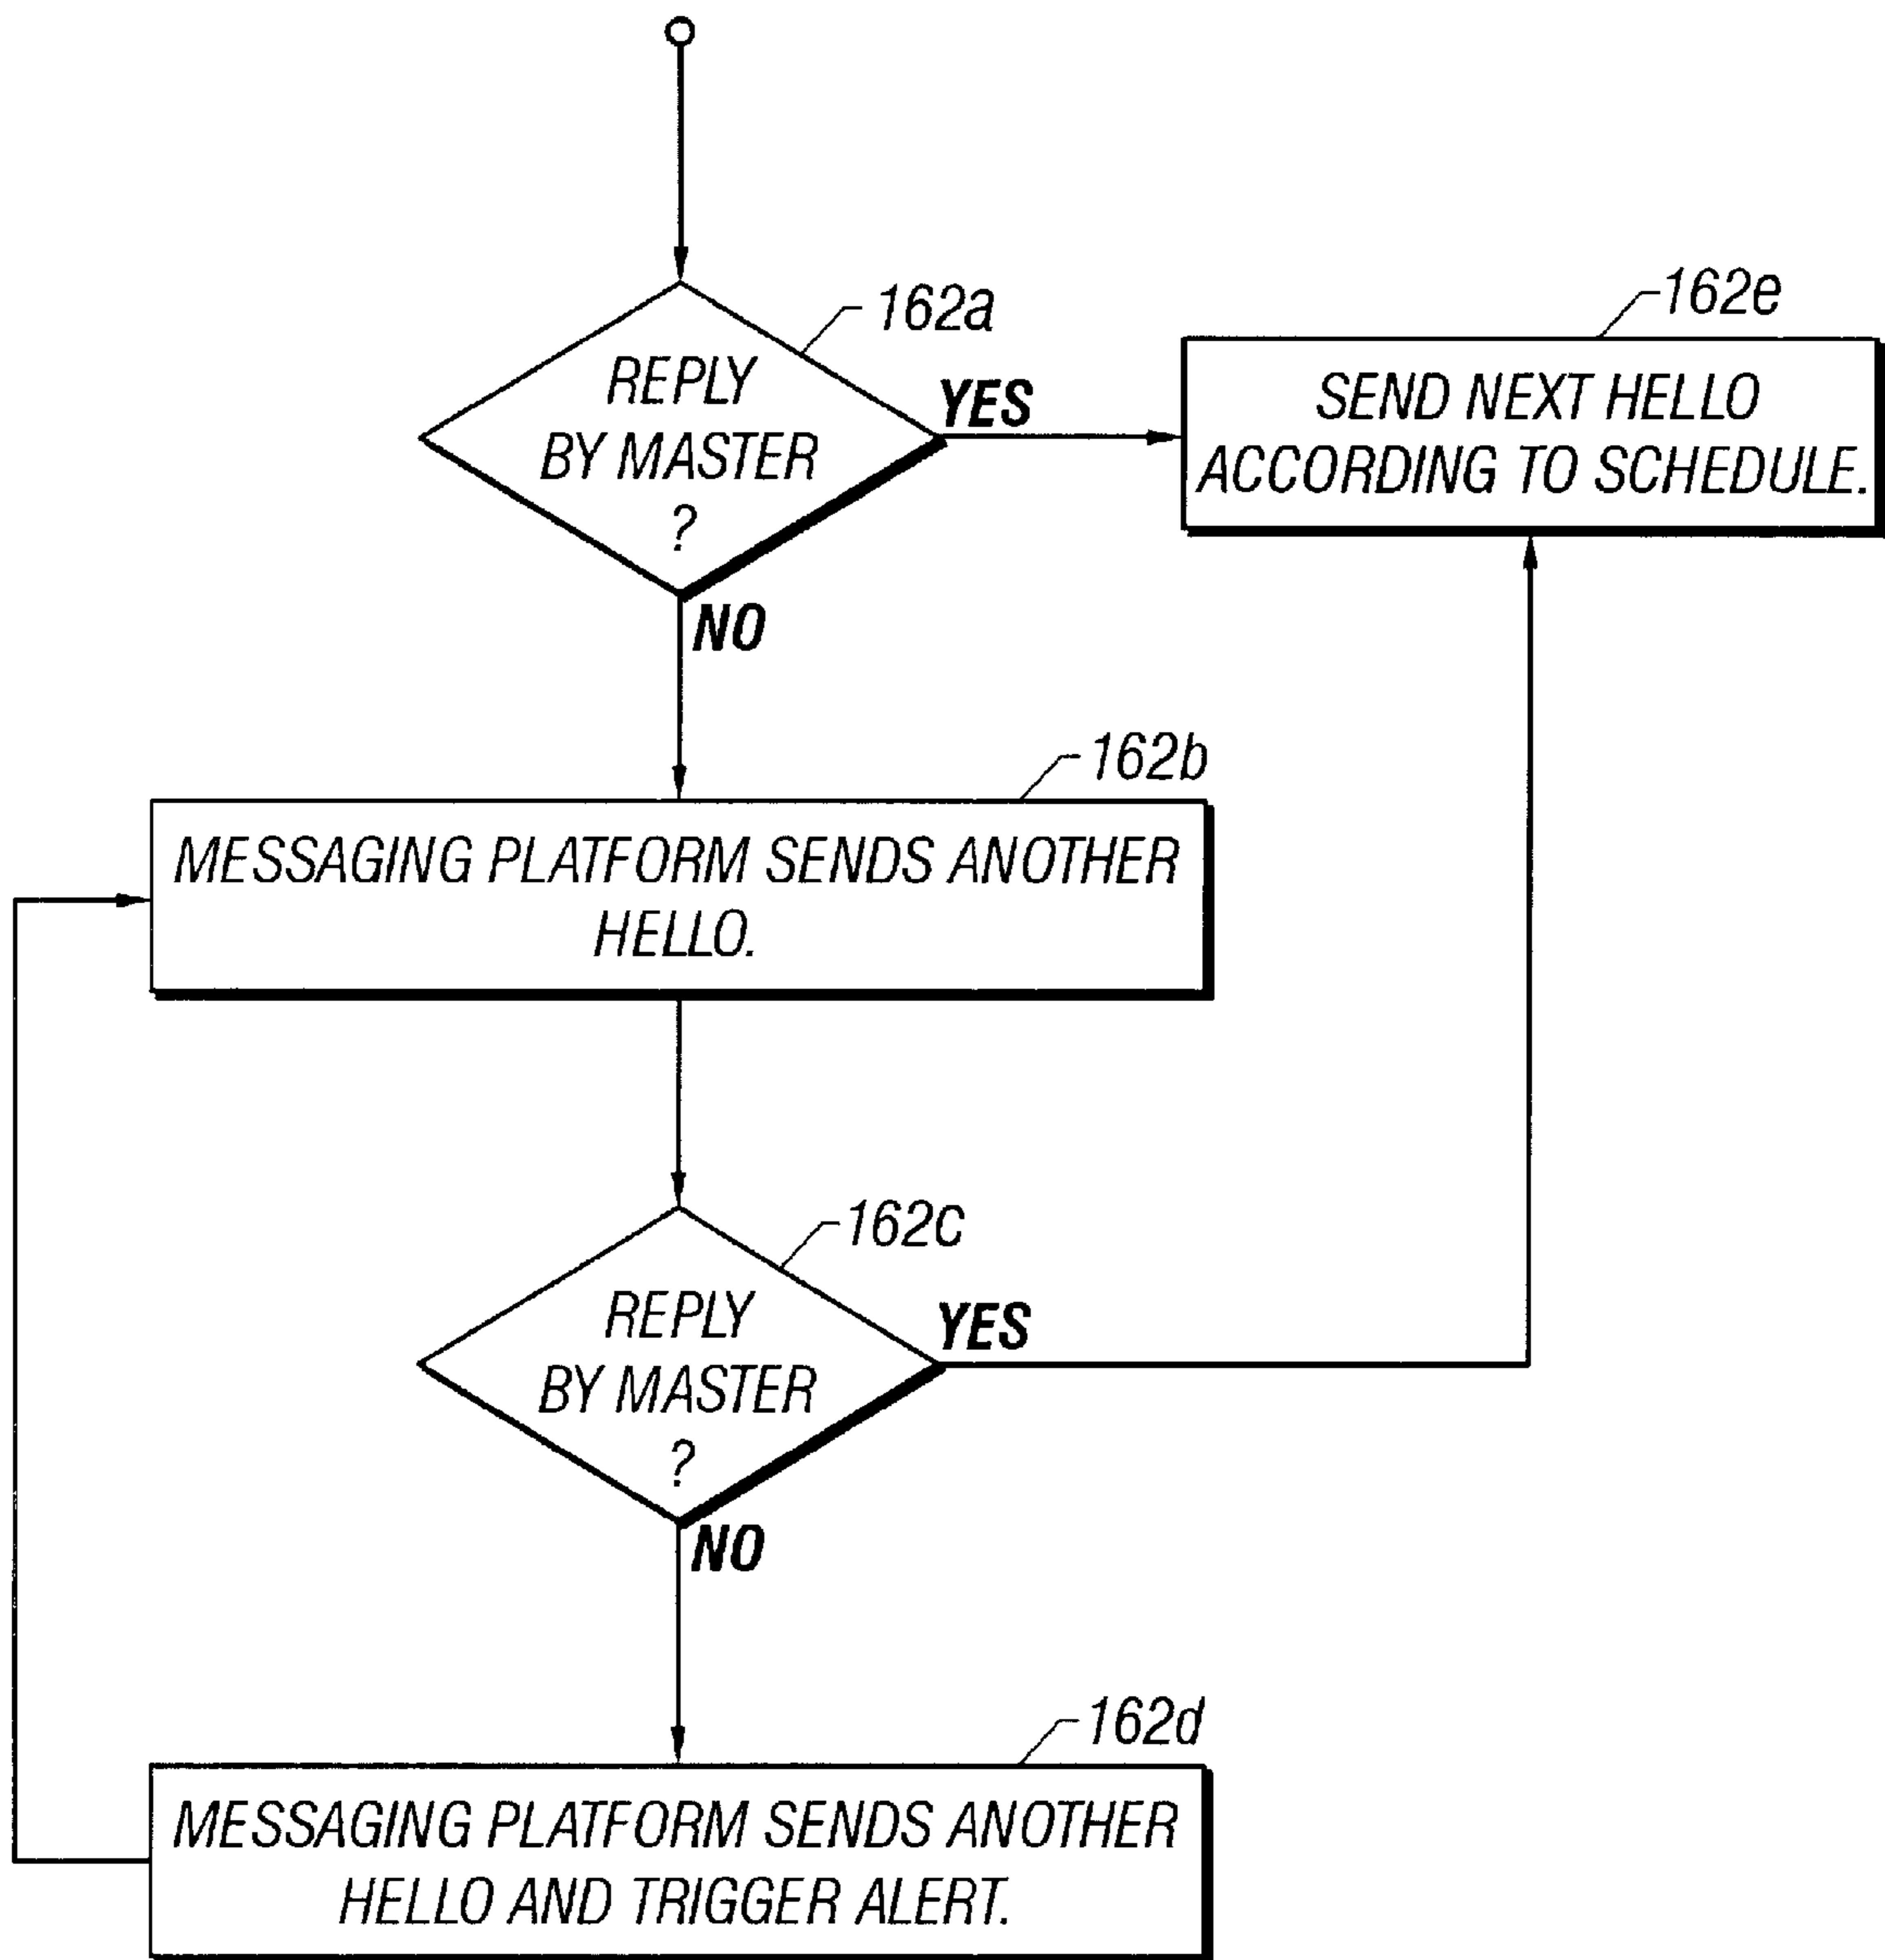 162a
REPLY
BY MASTER
?
YES
NO
162e
SEND NEXT HELLO
ACCORDING TO SCHEDULE.
162b
MESSAGING PLATFORM SENDS ANOTHER
HELLO.
162c
REPLY
BY MASTER
?
YES
NO
162d
MESSAGING PLATFORM SENDS ANOTHER
HELLO AND TRIGGER ALERT.